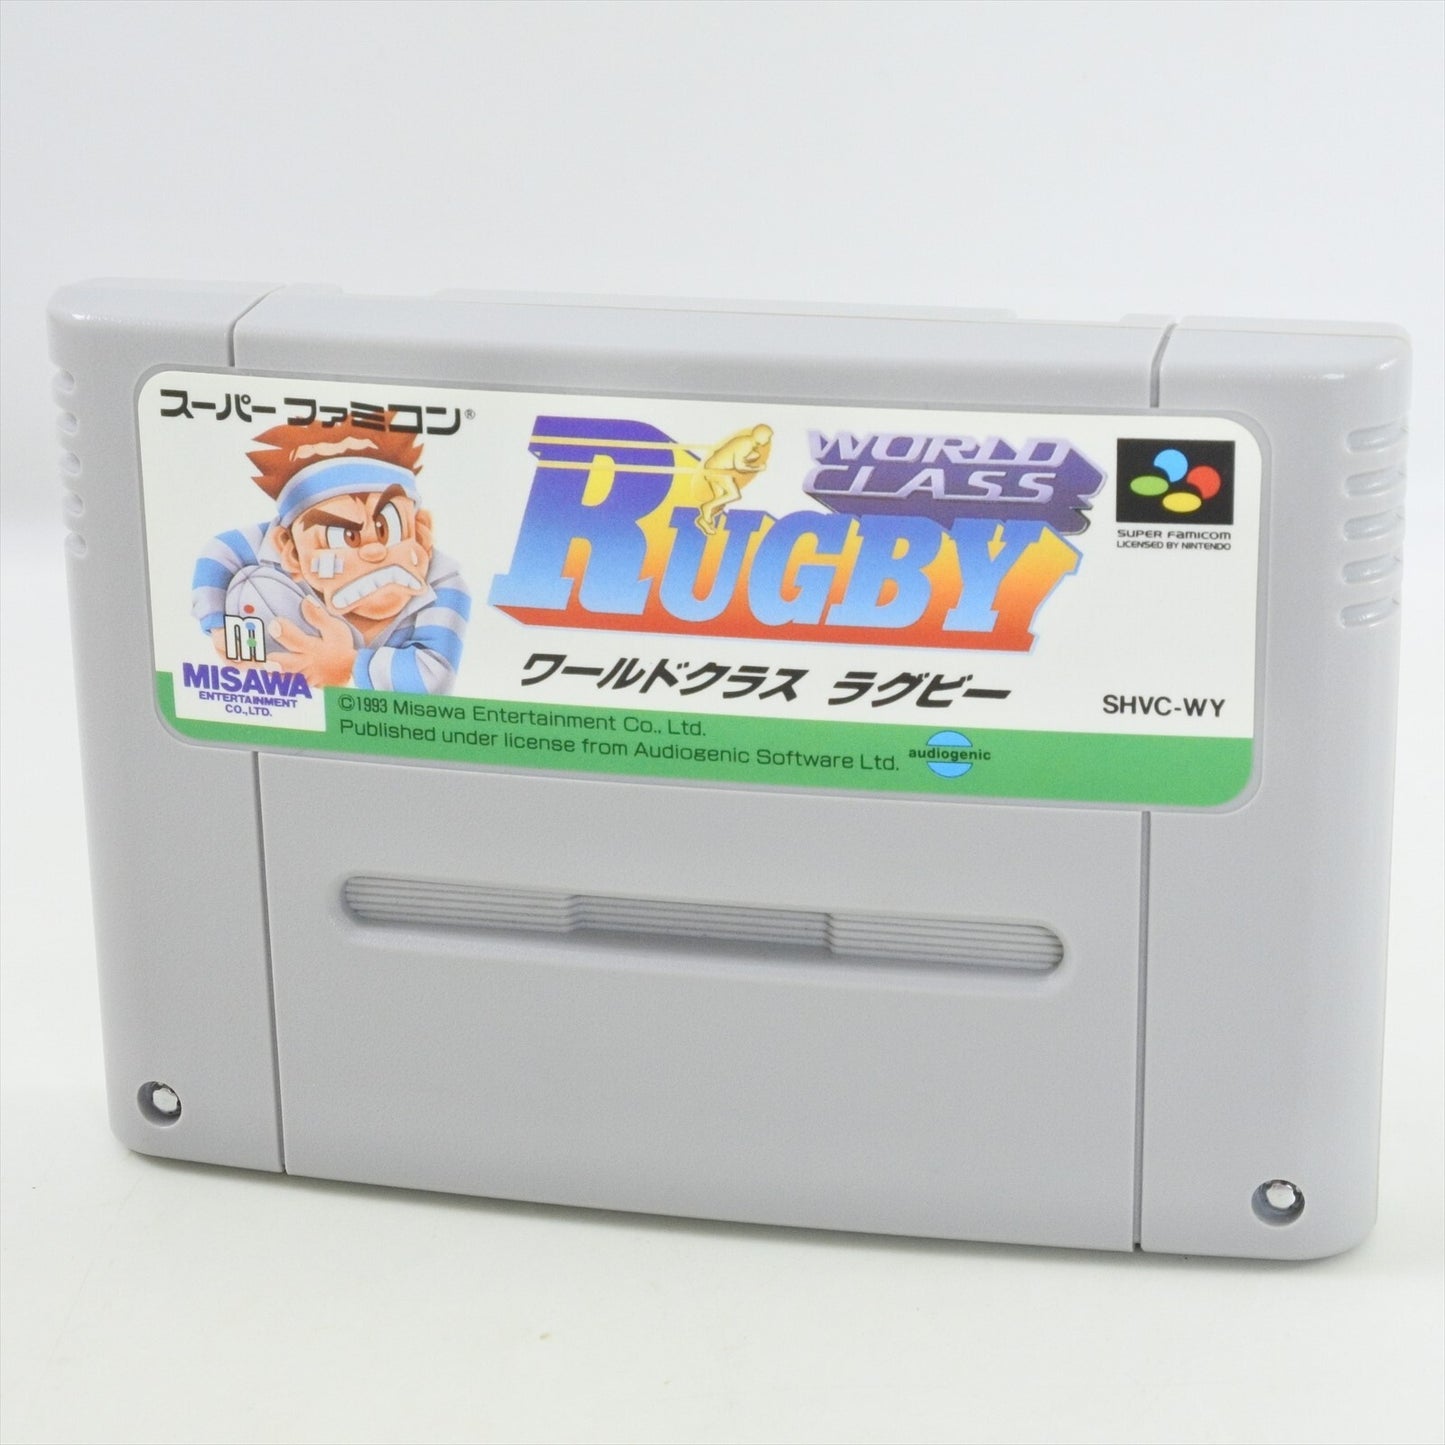 スーパーファミコン®
WORLD
CLASS
RUGBY
ワールドクラス ラグビー
SUPER FAMICOM
LICENSED BY NINTENDO
SHVC-WY
m
MISAWA
ENTERTAINMENT
CO., LTD.
©1993 Misawa Entertainment Co., Ltd.
Published under license from Audiogenic Software Ltd.
audiogenic